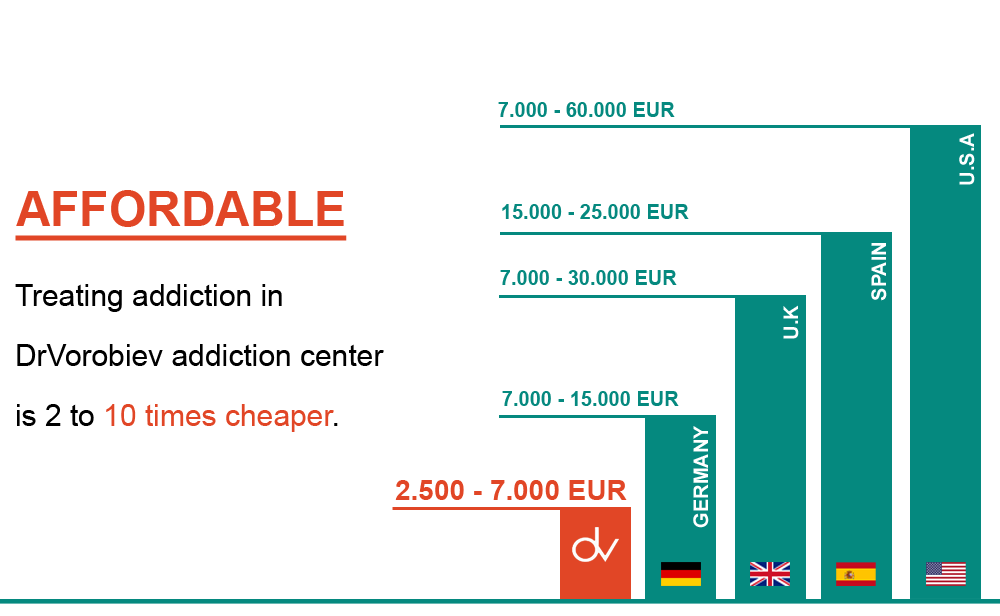 7.000 - 60.000 EUR
U.S.A
AFFORDABLE
15.000 - 25.000 EUR
SPAIN
Treating addiction in
7.000 - 30.000 EUR
U.K
DrVorobiev addiction center
is 2 to 10 times cheaper.
7.000 - 15.000 EUR
GERMANY
2.500 - 7.000 EUR
dv